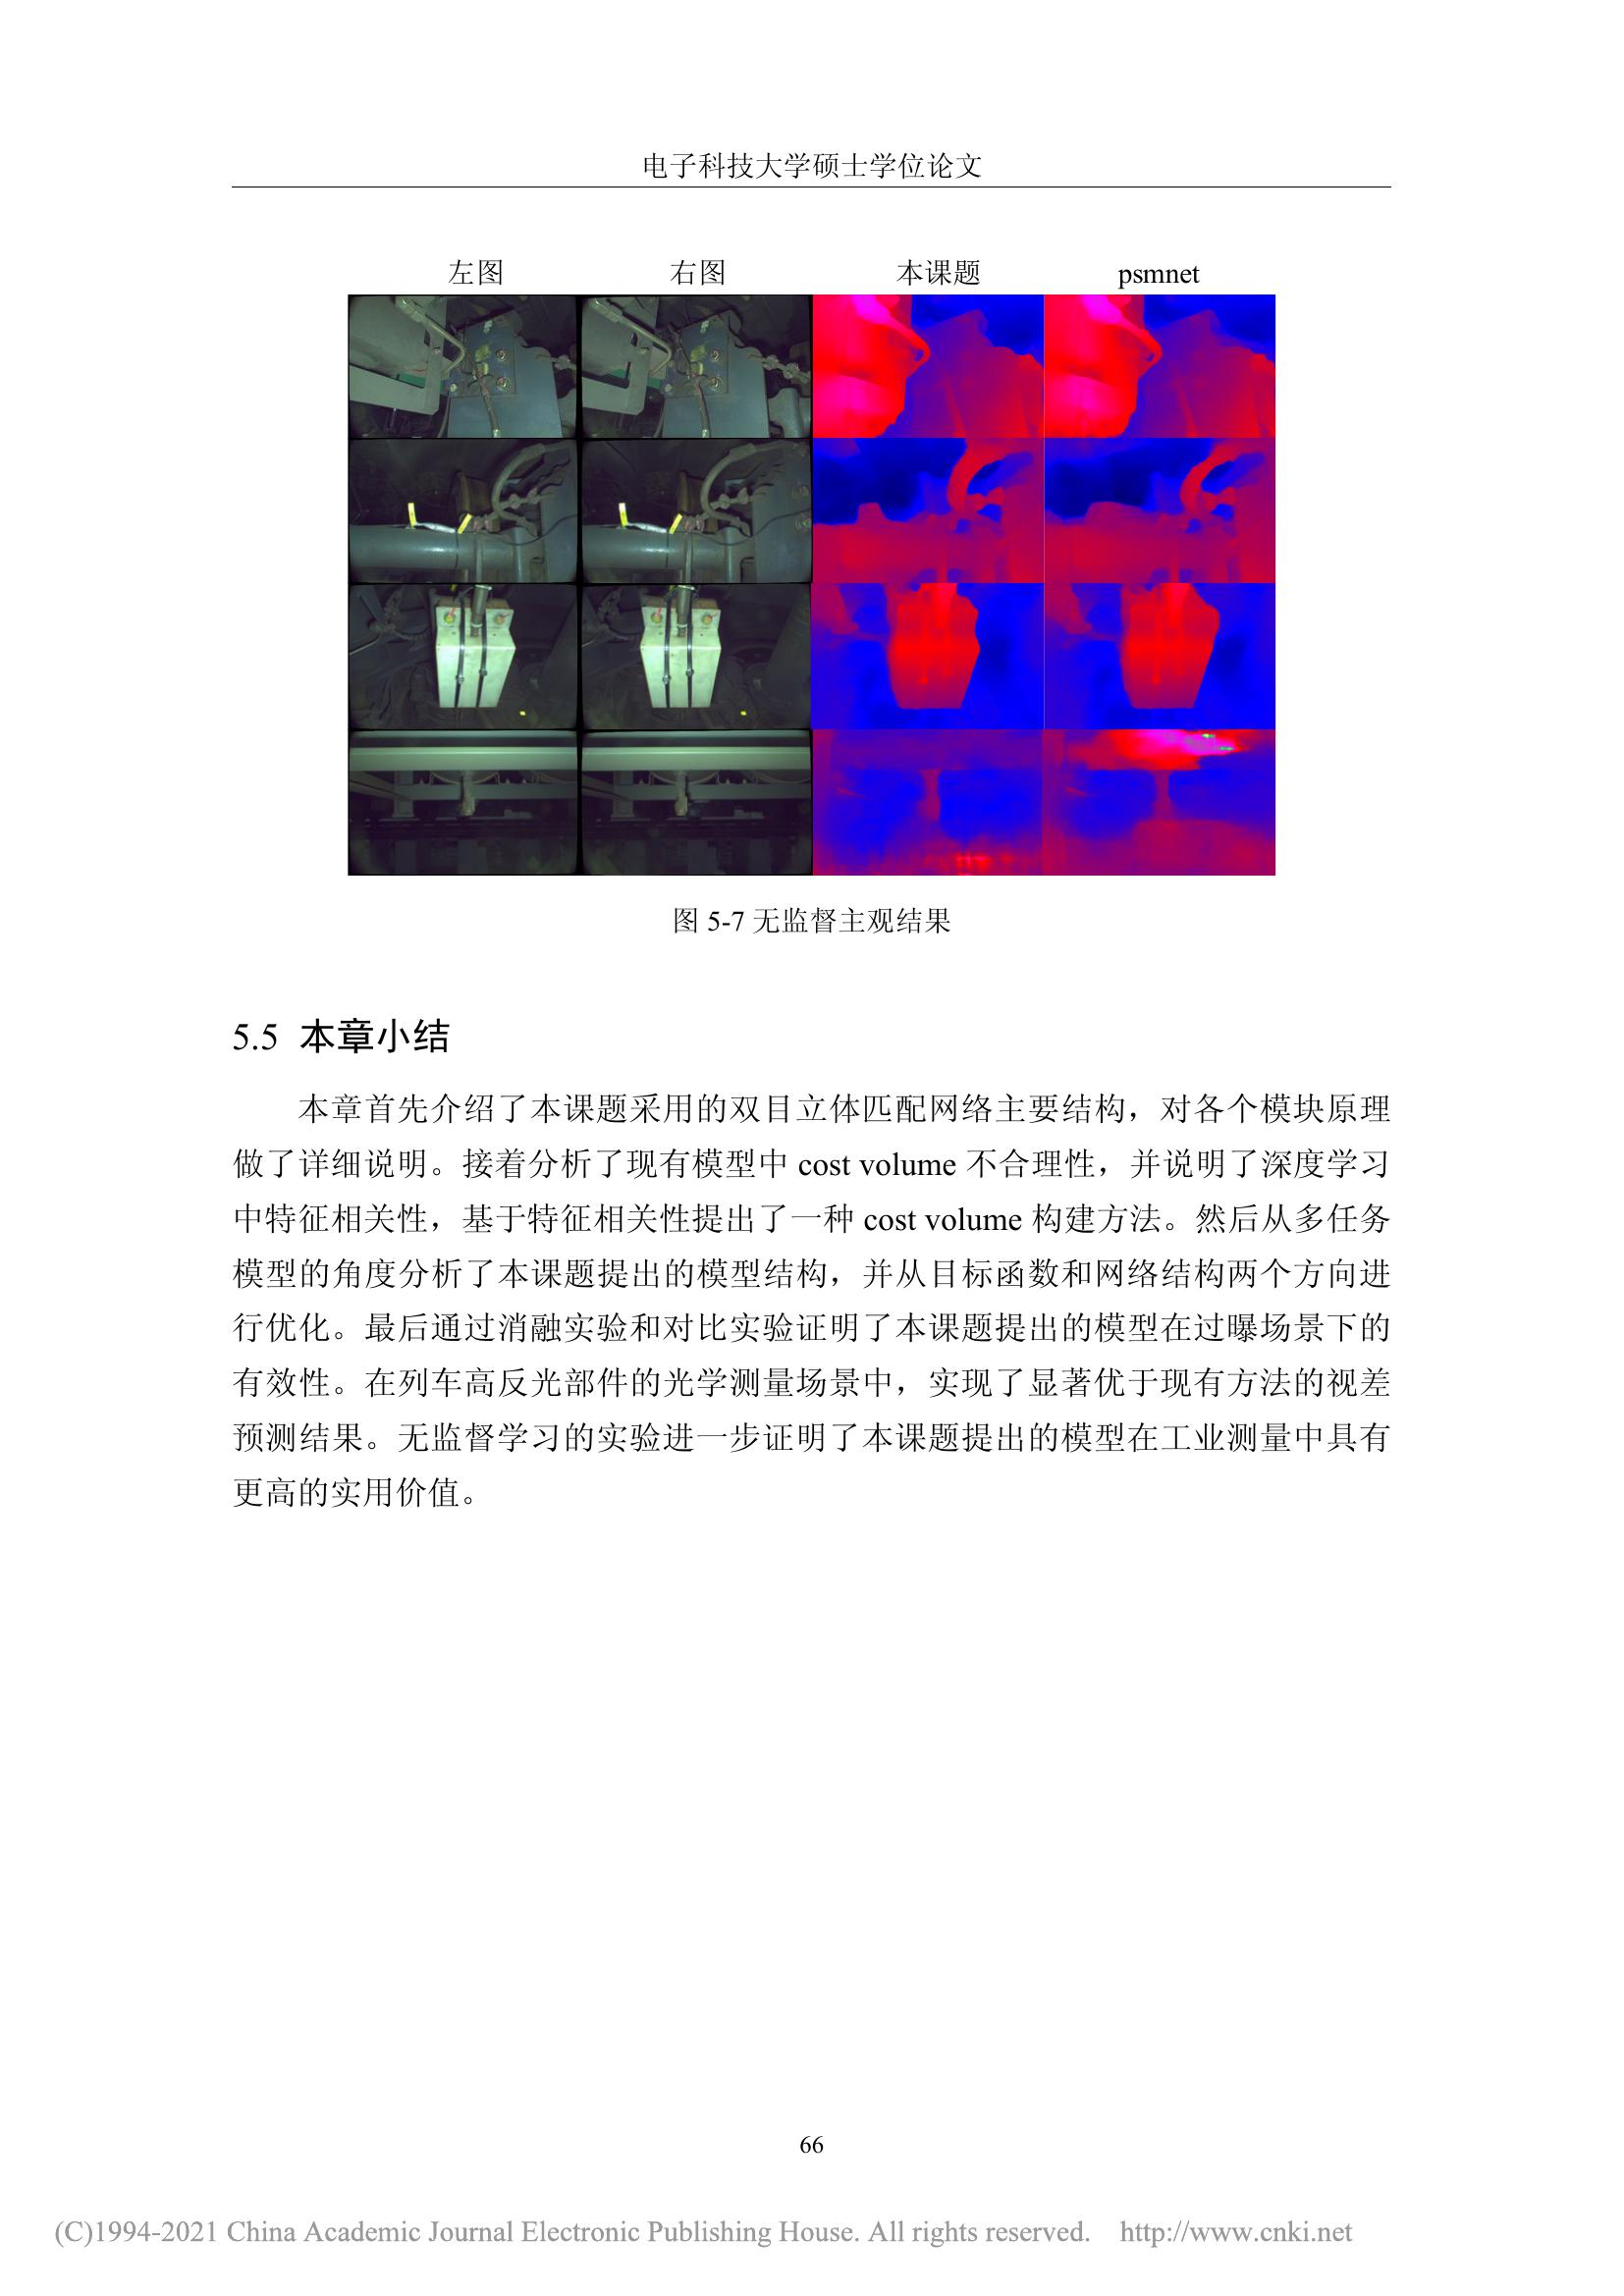 电子科技大学硕士学位论文
左图 右图 本课题 psmnet
图 5-7 无监督主观结果
5.5 本章小结
本章首先介绍了本课题采用的双目立体匹配网络主要结构，对各个模块原理
做了详细说明。接着分析了现有模型中 cost volume 不合理性，并说明了深度学习
中特征相关性，基于特征相关性提出了一种 cost volume 构建方法。然后从多任务
模型的角度分析了本课题提出的模型结构，并从目标函数和网络结构两个方向进
行优化。最后通过消融实验和对比实验证明了本课题提出的模型在过曝场景下的
有效性。在列车高反光部件的光学测量场景中，实现了显著优于现有方法的视差
预测结果。无监督学习的实验进一步证明了本课题提出的模型在工业测量中具有
更高的实用价值。
66
(C)1994-2021 China Academic Journal Electronic Publishing House. All rights reserved. http://www.cnki.net